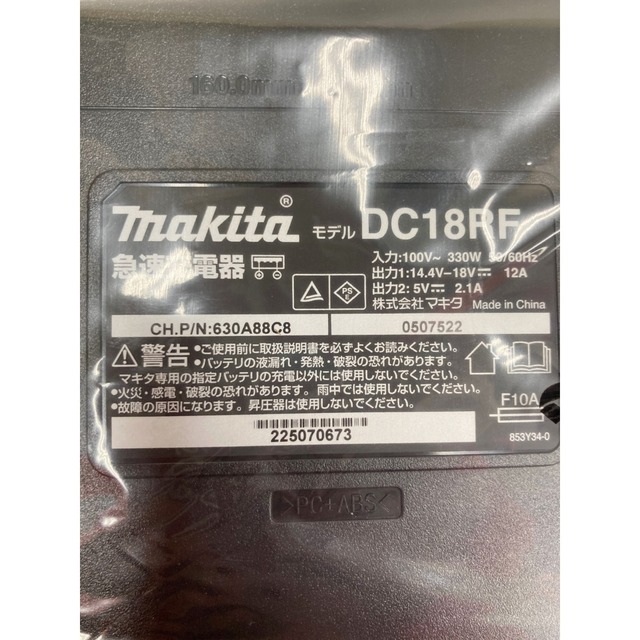 160.0mm
makita® モデル DC18RF
急速充電器
入力:100V~ 330W 50/60Hz
出力1:14.4V-18V⎓ 12A
出力2: 5V⎓ 2.1A
株式会社 マキタ Made in China
PS E
CH.P/N:630A88C8 0507522
⚠警告 •ご使用前に取扱説明書を必ずよくお読みください。
•バッテリの液漏れ・発熱・破裂の恐れがあります。
マキタ専用の指定バッテリの充電以外には使用しないでください。
•火災・感電・破裂の恐れがあります。雨中では使用しないでください。
•故障の原因になります。昇圧器は使用しないでください。
F10A
225070673
853Y34-0
>PC+ABS<